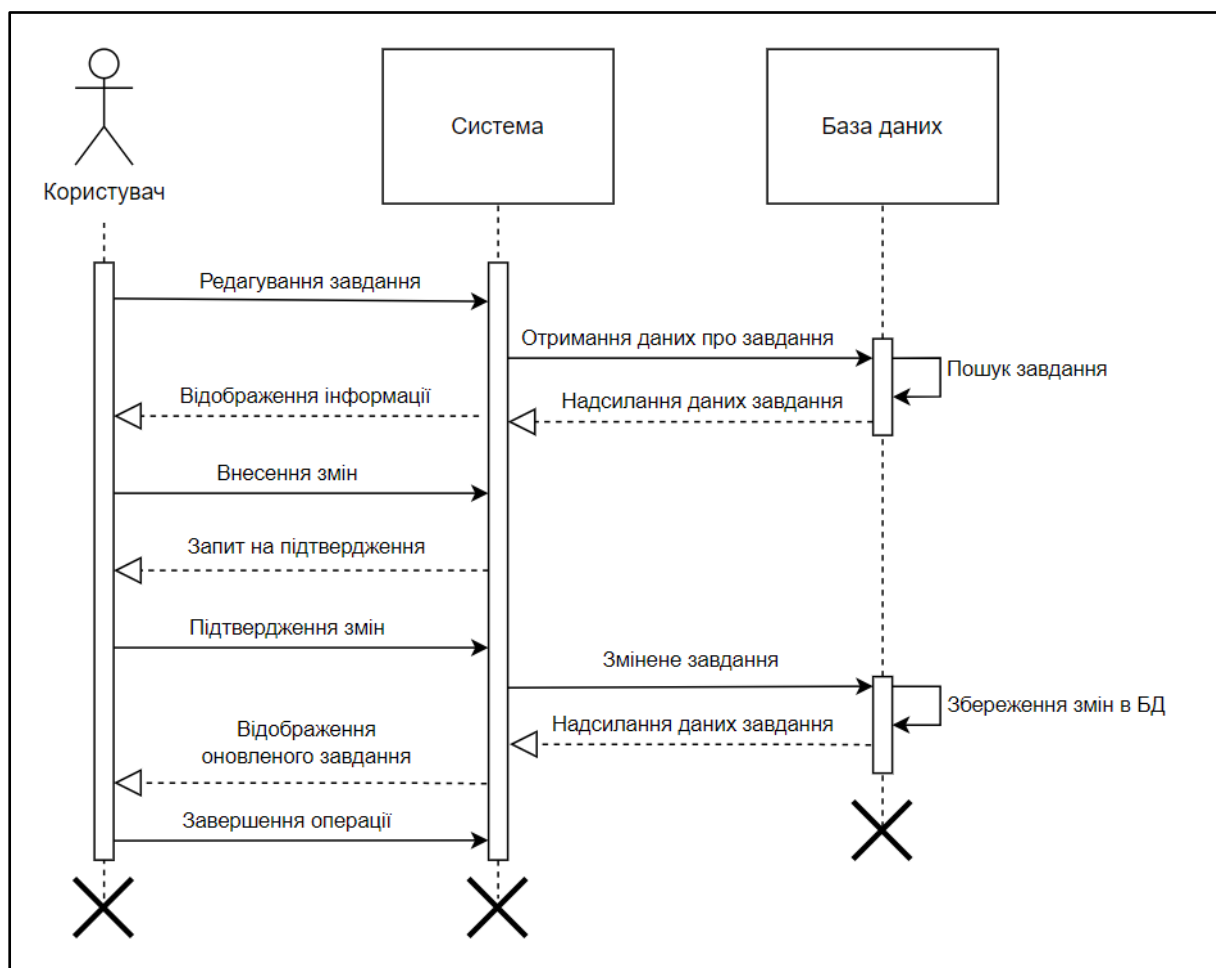 Користувач
Система
База даних
Редагування завдання
Отримання даних про завдання
Пошук завдання
Відображення інформації
Надсилання даних завдання
Внесення змін
Запит на підтвердження
Підтвердження змін
Змінене завдання
Збереження змін в БД
Надсилання даних завдання
Відображення
оновленого завдання
Завершення операції